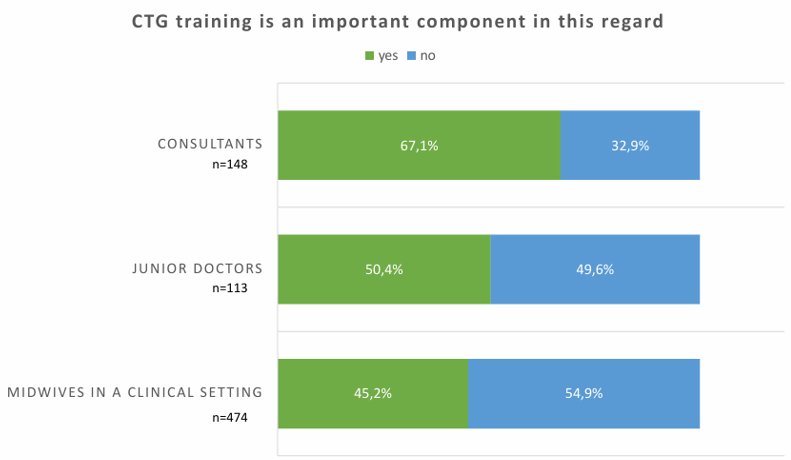 CTG training is an important component in this regard
yes no
CONSULTANTS
n=148
67,1% 32,9%
JUNIOR DOCTORS
n=113
50,4% 49,6%
MIDWIVES IN A CLINICAL SETTING
n=474
45,2% 54,9%